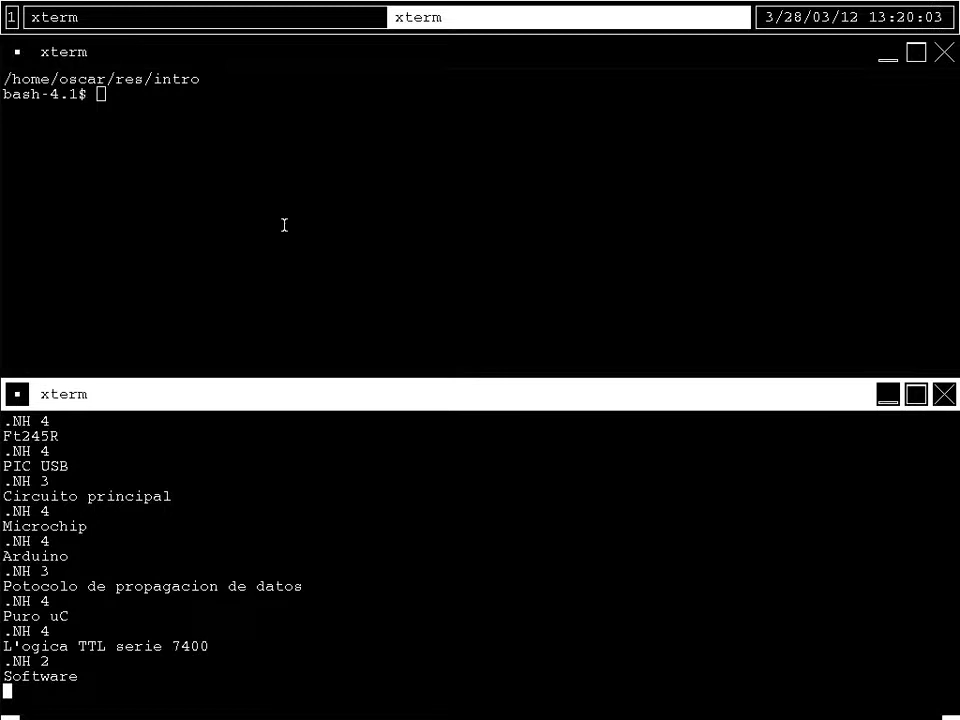 1 xterm xterm 3/28/03/12 13:20:03
xterm
/home/oscar/res/intro
bash-4.1$
xterm
.NH 4
Ft245R
.NH 4
PIC USB
.NH 3
Circuito principal
.NH 4
Microchip
.NH 4
Arduino
.NH 3
Potocolo de propagacion de datos
.NH 4
Puro uC
.NH 4
L'ogica TTL serie 7400
.NH 2
Software